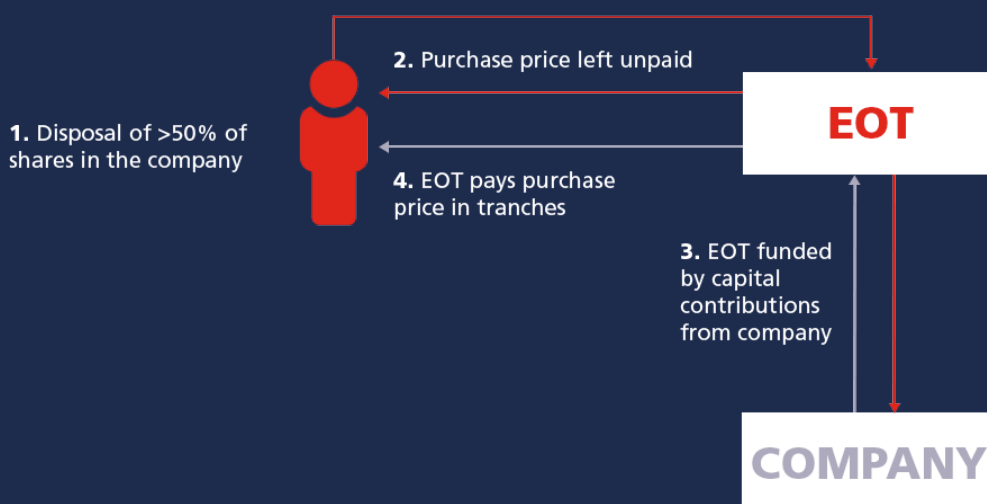 1. Disposal of >50% of
shares in the company
2. Purchase price left unpaid
EOT
4. EOT pays purchase
price in tranches
3. EOT funded
by capital
contributions
from company
COMPANY